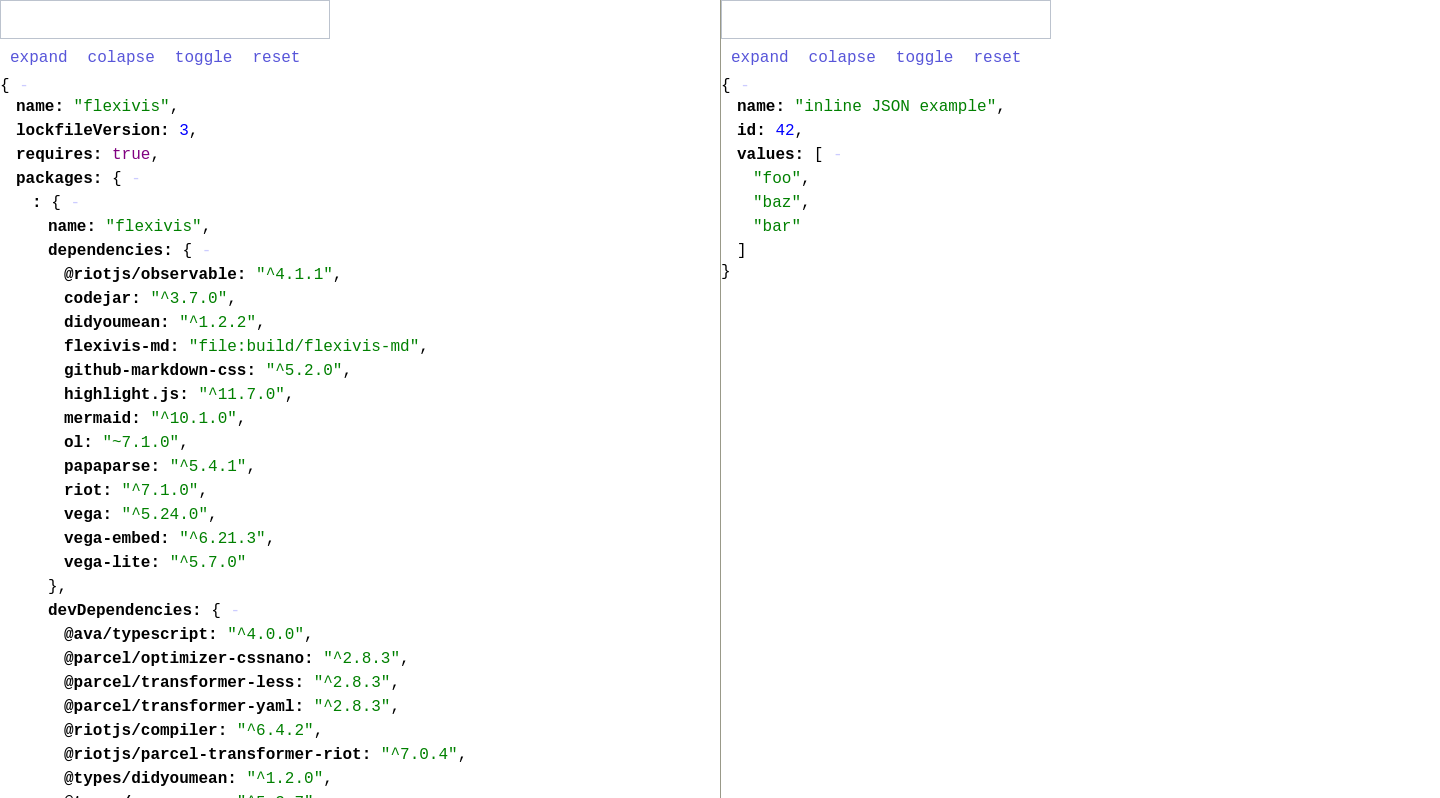 expand colapse toggle reset
{ -
name: "flexivis",
lockfileVersion: 3,
requires: true,
packages: { -
: { -
name: "flexivis",
dependencies: { -
@riotjs/observable: "^4.1.1",
codejar: "^3.7.0",
didyoumean: "^1.2.2",
flexivis-md: "file:build/flexivis-md",
github-markdown-css: "^5.2.0",
highlight.js: "^11.7.0",
mermaid: "^10.1.0",
ol: "~7.1.0",
papaparse: "^5.4.1",
riot: "^7.1.0",
vega: "^5.24.0",
vega-embed: "^6.21.3",
vega-lite: "^5.7.0"
},
devDependencies: { -
@ava/typescript: "^4.0.0",
@parcel/optimizer-cssnano: "^2.8.3",
@parcel/transformer-less: "^2.8.3",
@parcel/transformer-yaml: "^2.8.3",
@riotjs/compiler: "^6.4.2",
@riotjs/parcel-transformer-riot: "^7.0.4",
@types/didyoumean: "^1.2.0",
expand colapse toggle reset
{ -
name: "inline JSON example",
id: 42,
values: [ -
"foo",
"baz",
"bar"
]
}